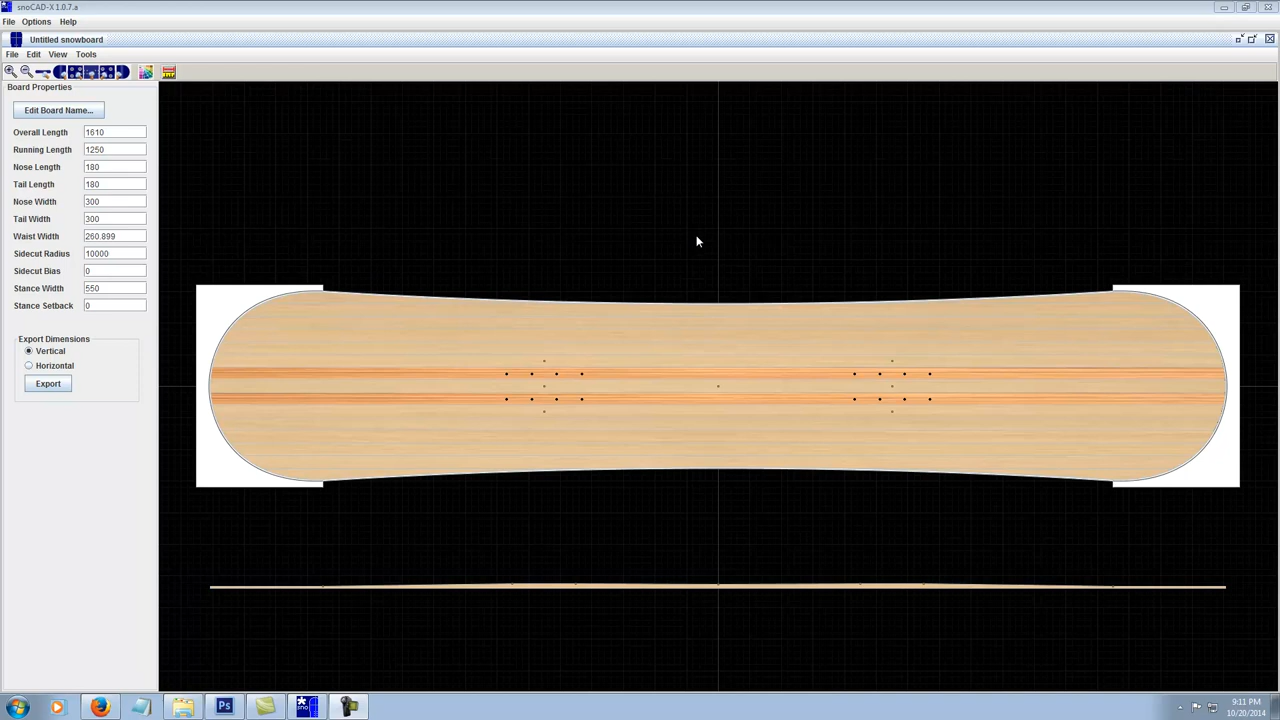 snoCAD-X 1.0.7.a
File Options Help
Untitled snowboard
File Edit View Tools
Board Properties
Edit Board Name...
Overall Length 1610
Running Length 1250
Nose Length 180
Tail Length 180
Nose Width 300
Tail Width 300
Waist Width 260.899
Sidecut Radius 10000
Sidecut Bias 0
Stance Width 550
Stance Setback 0
Export Dimensions
Vertical
Horizontal
Export
Ps
sno
9:11 PM
10/20/2014